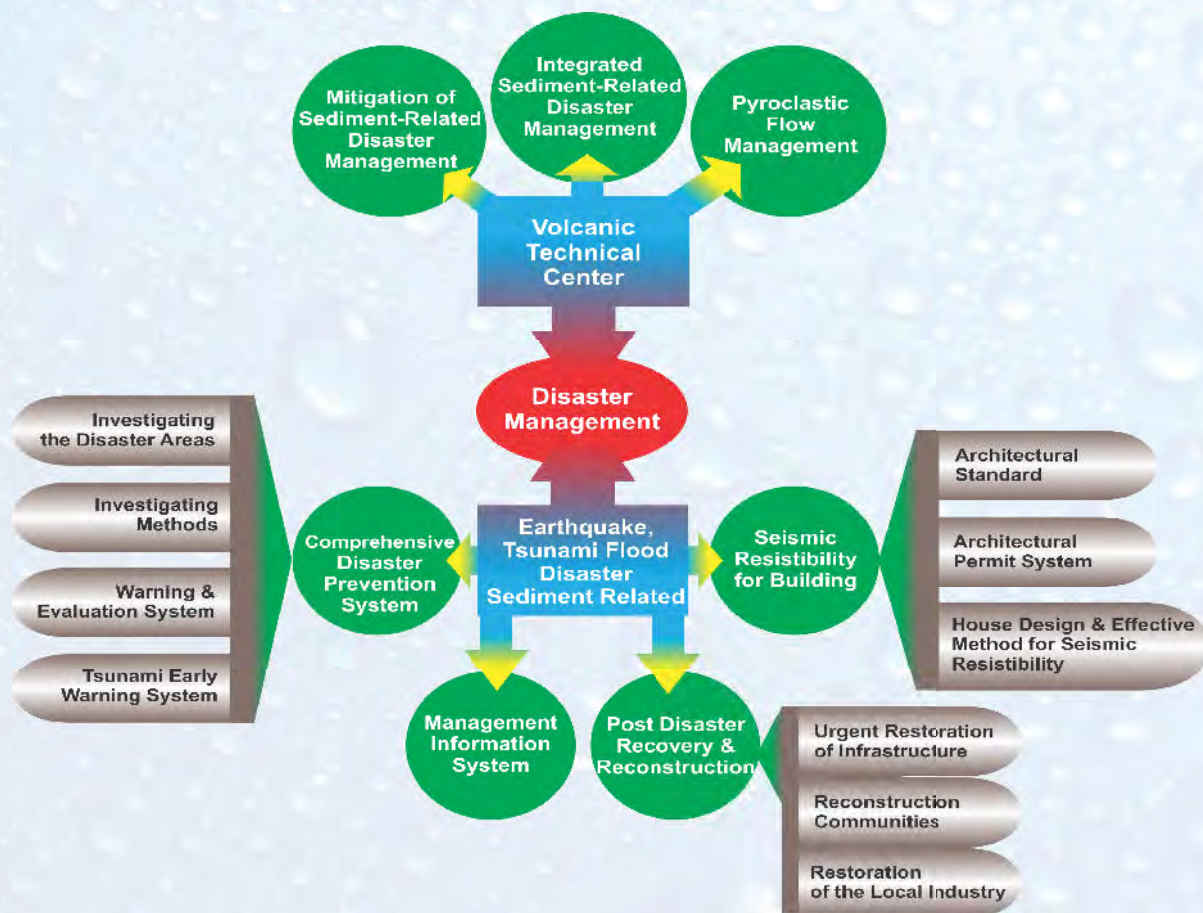 Mitigation of
Sediment-Related
Disaster
Management
Integrated
Sediment-Related
Disaster
Management
Pyroclastic
Flow
Management
Volcanic
Technical
Center
Disaster
Management
Investigating
the Disaster Areas
Investigating
Methods
Warning &
Evaluation System
Tsunami Early
Warning System
Comprehensive
Disaster
Prevention
System
Earthquake,
Tsunami Flood
Disaster
Sediment Related
Seismic
Resistibility
for Building
Architectural
Standard
Architectural
Permit System
House Design & Effective
Method for Seismic
Resistibility
Management
Information
System
Post Disaster
Recovery &
Reconstruction
Urgent Restoration
of Infrastructure
Reconstruction
Communities
Restoration
of the Local Industry